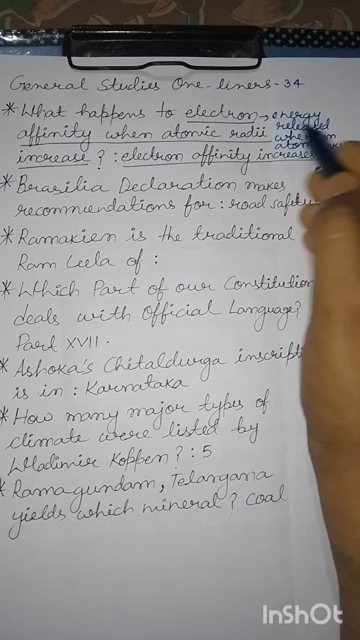 General Studies One-liners-34
* What happens to electron → energy
released
affinity when atomic radii when an
atom
increase? : electron affinity increases
* Brasilia Declaration makes
recommendations for: road safety
* Ramakien is the traditional
Ram Leela of :
* Which Part of our Constitution
deals with Official Language?
Part XVII.
* Ashoka's Chitaldurga inscripti
is in : Karnataka
* How many major types of
climate were listed by
Wladimir Koppen? : 5
* Ramagundam, Telangana
yields which mineral? coal
InShOt